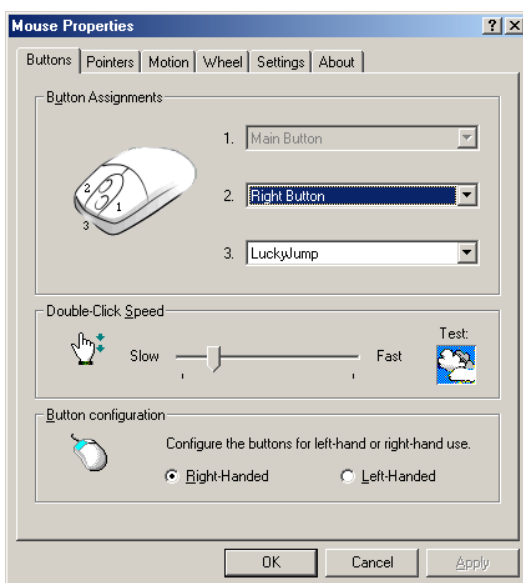 Mouse Properties
Buttons Pointers Motion Wheel Settings About
Button Assignments
1. Main Button
2. Right Button
3. LuckyJump
2
1
3
Double-Click Speed
Test:
Slow Fast
Button configuration
Configure the buttons for left-hand or right-hand use.
Right-Handed Left-Handed
OK Cancel Apply